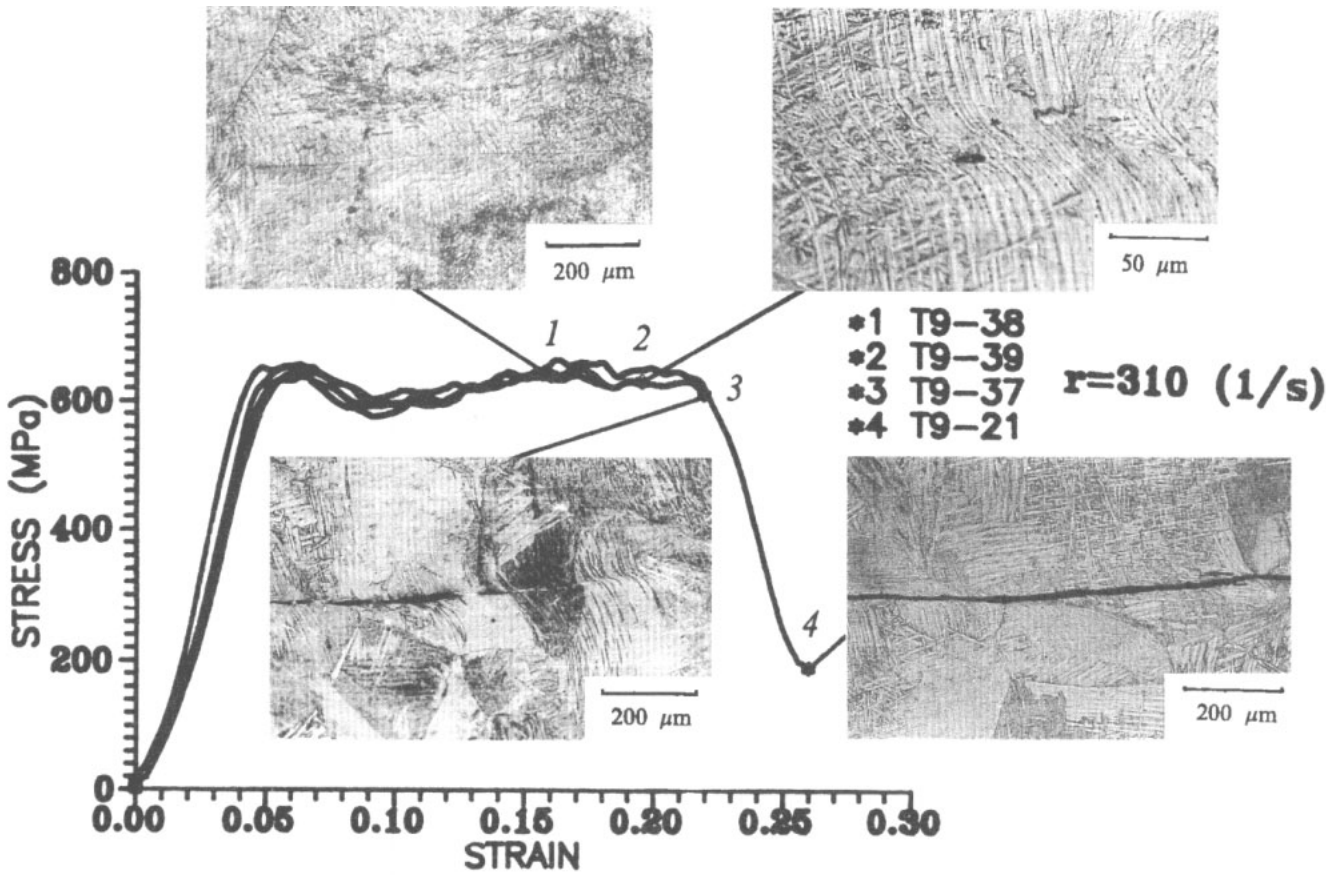 200 μm
50 μm
800
600
400
200
0
STRESS (MPa)
1
2
3
4
*1 T9-38
*2 T9-39
*3 T9-37
*4 T9-21
r=310 (1/s)
200 μm
200 μm
0.00 0.05 0.10 0.15 0.20 0.25 0.30
STRAIN